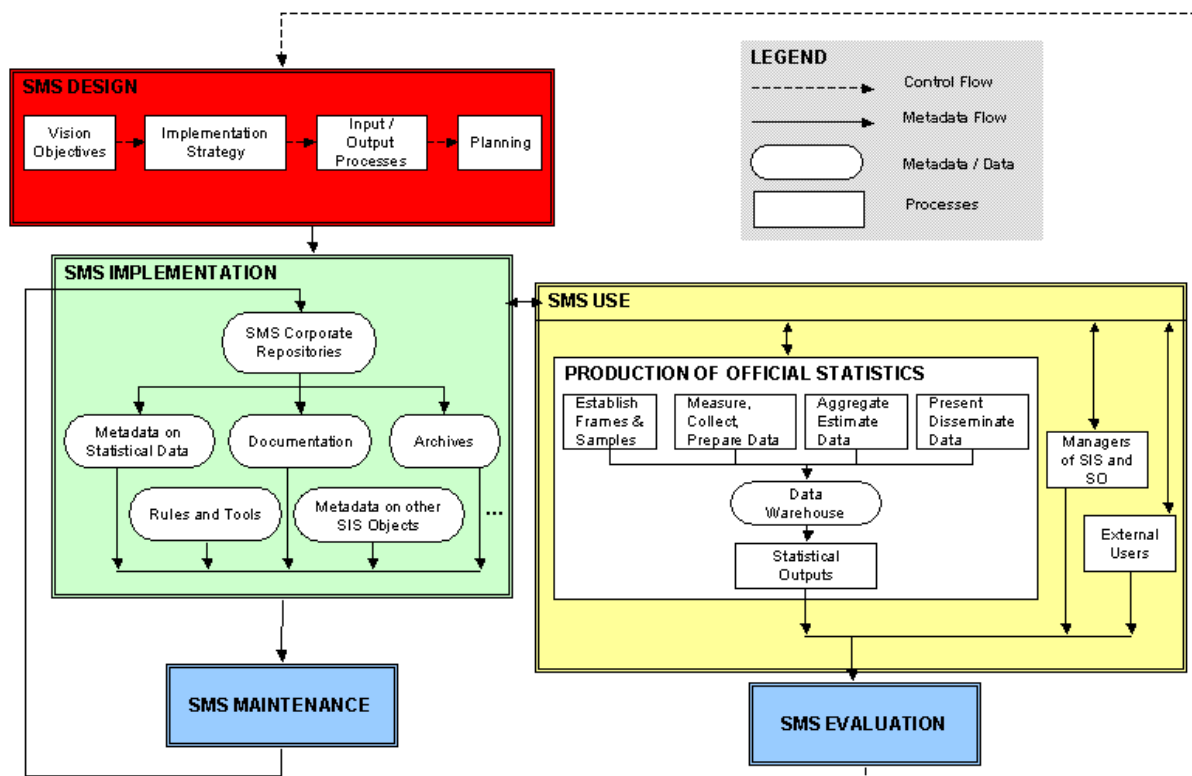 LEGEND
Control Flow
Metadata Flow
Metadata / Data
Processes
SMS DESIGN
Vision
Objectives
Implementation
Strategy
Input /
Output
Processes
Planning
SMS IMPLEMENTATION
SMS Corporate
Repositories
Metadata on
Statistical Data
Documentation
Archives
Rules and Tools
Metadata on other
SIS Objects
...
SMS USE
PRODUCTION OF OFFICIAL STATISTICS
Establish
Frames &
Samples
Measure,
Collect,
Prepare Data
Aggregate
Estimate
Data
Present
Disseminate
Data
Data
Warehouse
Statistical
Outputs
Managers
of SIS and
SO
External
Users
SMS MAINTENANCE
SMS EVALUATION